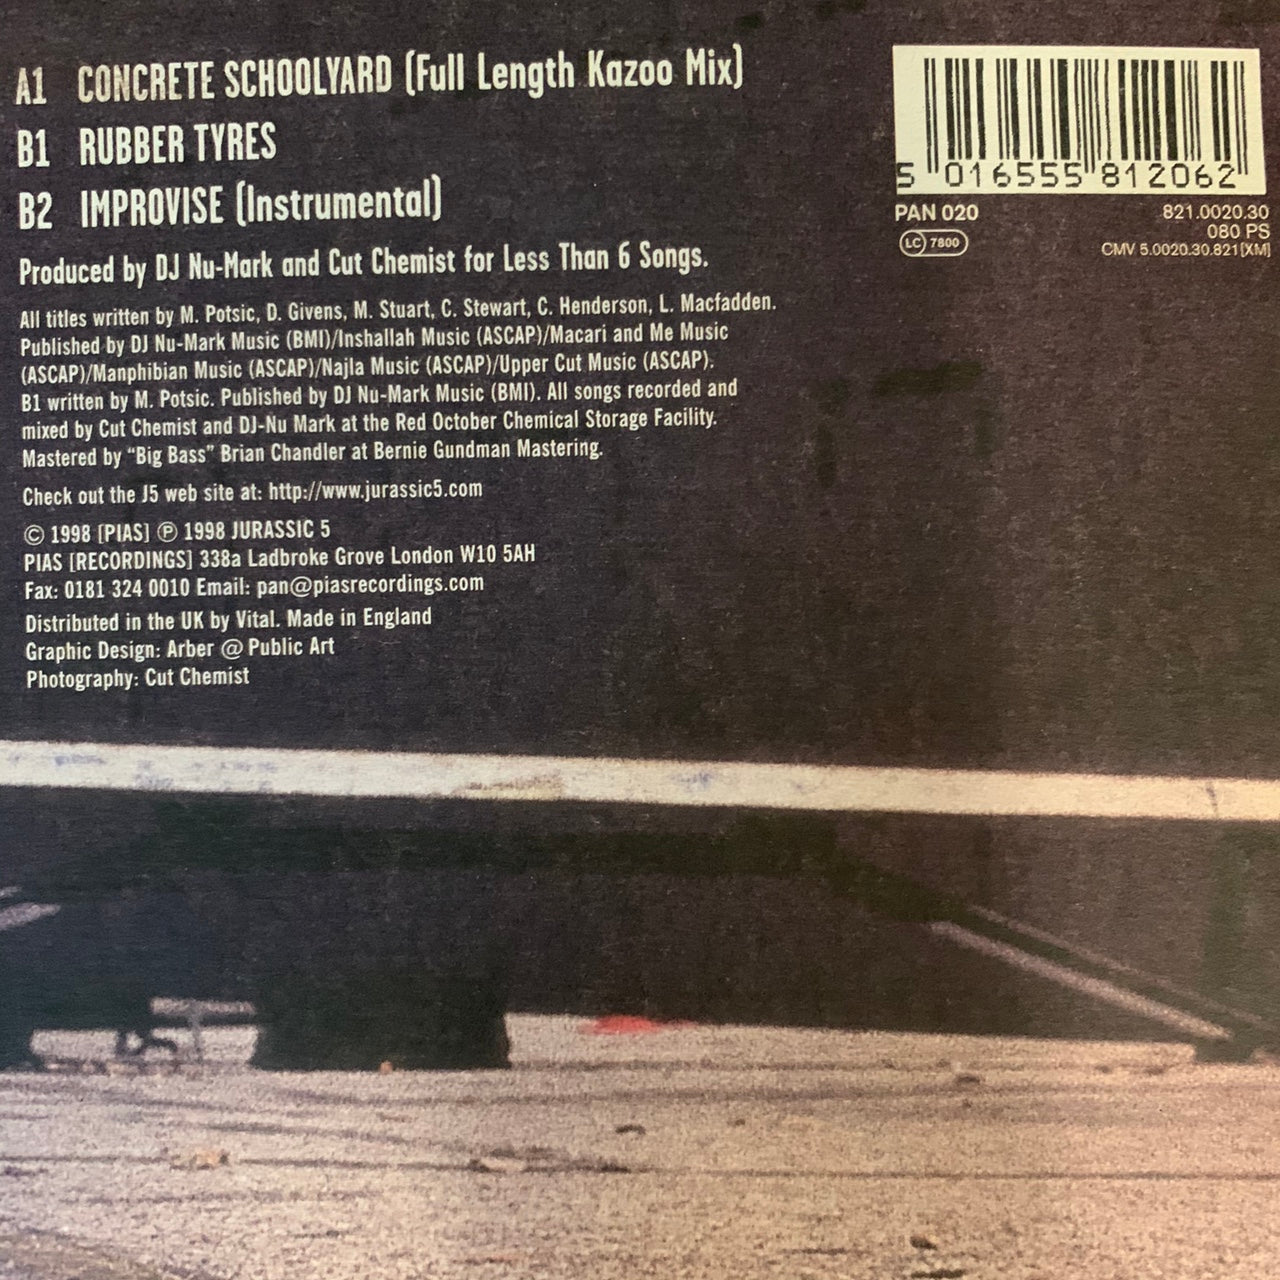 A1 CONCRETE SCHOOLYARD (Full Length Kazoo Mix)
B1 RUBBER TYRES
B2 IMPROVISE (Instrumental)
Produced by DJ Nu-Mark and Cut Chemist for Less Than 6 Songs.
All titles written by M. Potsic, D. Givens, M. Stuart, C. Stewart, C. Henderson, L. Macfadden.
Published by DJ Nu-Mark Music (BMI)/Inshallah Music (ASCAP)/Macari and Me Music
(ASCAP)/Manphibian Music (ASCAP)/Najla Music (ASCAP)/Upper Cut Music (ASCAP).
B1 written by M. Potsic. Published by DJ Nu-Mark Music (BMI). All songs recorded and
mixed by Cut Chemist and DJ-Nu Mark at the Red October Chemical Storage Facility.
Mastered by “Big Bass” Brian Chandler at Bernie Gundman Mastering.
Check out the J5 web site at: http://www.jurassic5.com
© 1998 [PIAS] ℗ 1998 JURASSIC 5
PIAS [RECORDINGS] 338a Ladbroke Grove London W10 5AH
Fax: 0181 324 0010 Email: pan@piasrecordings.com
Distributed in the UK by Vital. Made in England
Graphic Design: Arber @ Public Art
Photography: Cut Chemist
5 016555 812062
PAN 020
LC 7800
821.0020.30
080 PS
CMV 5.0020.30.821[XM]